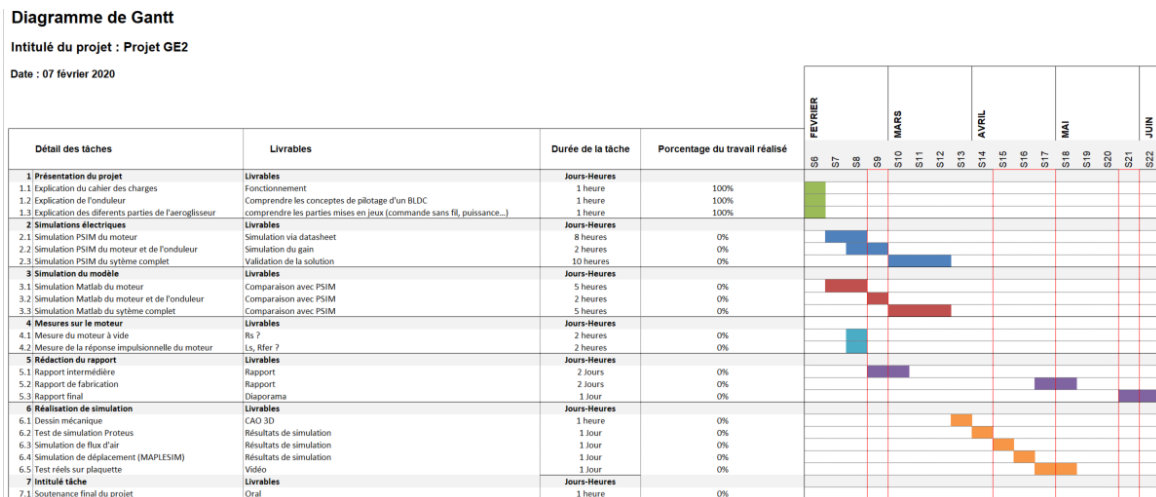 Diagramme de Gantt
Intitulé du projet : Projet GE2
Date : 07 février 2020
FEVRIER MARS AVRIL MAI JUIN
Détail des tâches Livrables Durée de la tâche Porcentage du travail réalisé S6 S7 S8 S9 S10 S11 S12 S13 S14 S15 S16 S17 S18 S19 S20 S21 S22
1 Présentation du projet Livrables Jours-Heures
1.1 Explication du cahier des charges Fonctionnement 1 heure 100%
1.2 Explication de l'onduleur Comprendre les conceptes de pilotage d'un BLDC 1 heure 100%
1.3 Explication des diferents parties de l'aeroglisseur comprendre les parties mises en jeux (commande sans fil, puissance...) 1 heure 100%
2 Simulations électriques Livrables Jours-Heures
2.1 Simulation PSIM du moteur Simulation via datasheet 8 heures 0%
2.2 Simulation PSIM du moteur et de l'onduleur Simulation du gain 2 heures 0%
2.3 Simulation PSIM du sytème complet Validation de la solution 10 heures 0%
3 Simulation du modèle Livrables Jours-Heures
3.1 Simulation Matlab du moteur Comparaison avec PSIM 5 heures 0%
3.2 Simulation Matlab du moteur et de l'onduleur Comparaison avec PSIM 2 heures 0%
3.3 Simulation Matlab du sytème complet Comparaison avec PSIM 5 heures 0%
4 Mesures sur le moteur Livrables Jours-Heures
4.1 Mesure du moteur à vide Rs ? 2 heures 0%
4.2 Mesure de la réponse impulsionnelle du moteur Ls, Rfer ? 2 heures 0%
5 Rédaction du rapport Livrables Jours-Heures
5.1 Rapport intermédière Rapport 2 Jours 0%
5.2 Rapport de fabrication Rapport 2 Jours 0%
5.3 Rapport final Diaporama 1 Jour 0%
6 Réalisation de simulation Livrables Jours-Heures
6.1 Dessin mécanique CAO 3D 1 heure 0%
6.2 Test de simulation Proteus Résultats de simulation 1 Jour 0%
6.3 Simulation de flux d'air Résultats de simulation 1 Jour 0%
6.4 Simulation de déplacement (MAPLESIM) Résultats de simulation 1 Jour 0%
6.5 Test réels sur plaquette Vidéo 1 Jour 0%
7 Intitulé tâche Livrables Jours-Heures
7.1 Soutenance final du projet Oral 1 heure 0%